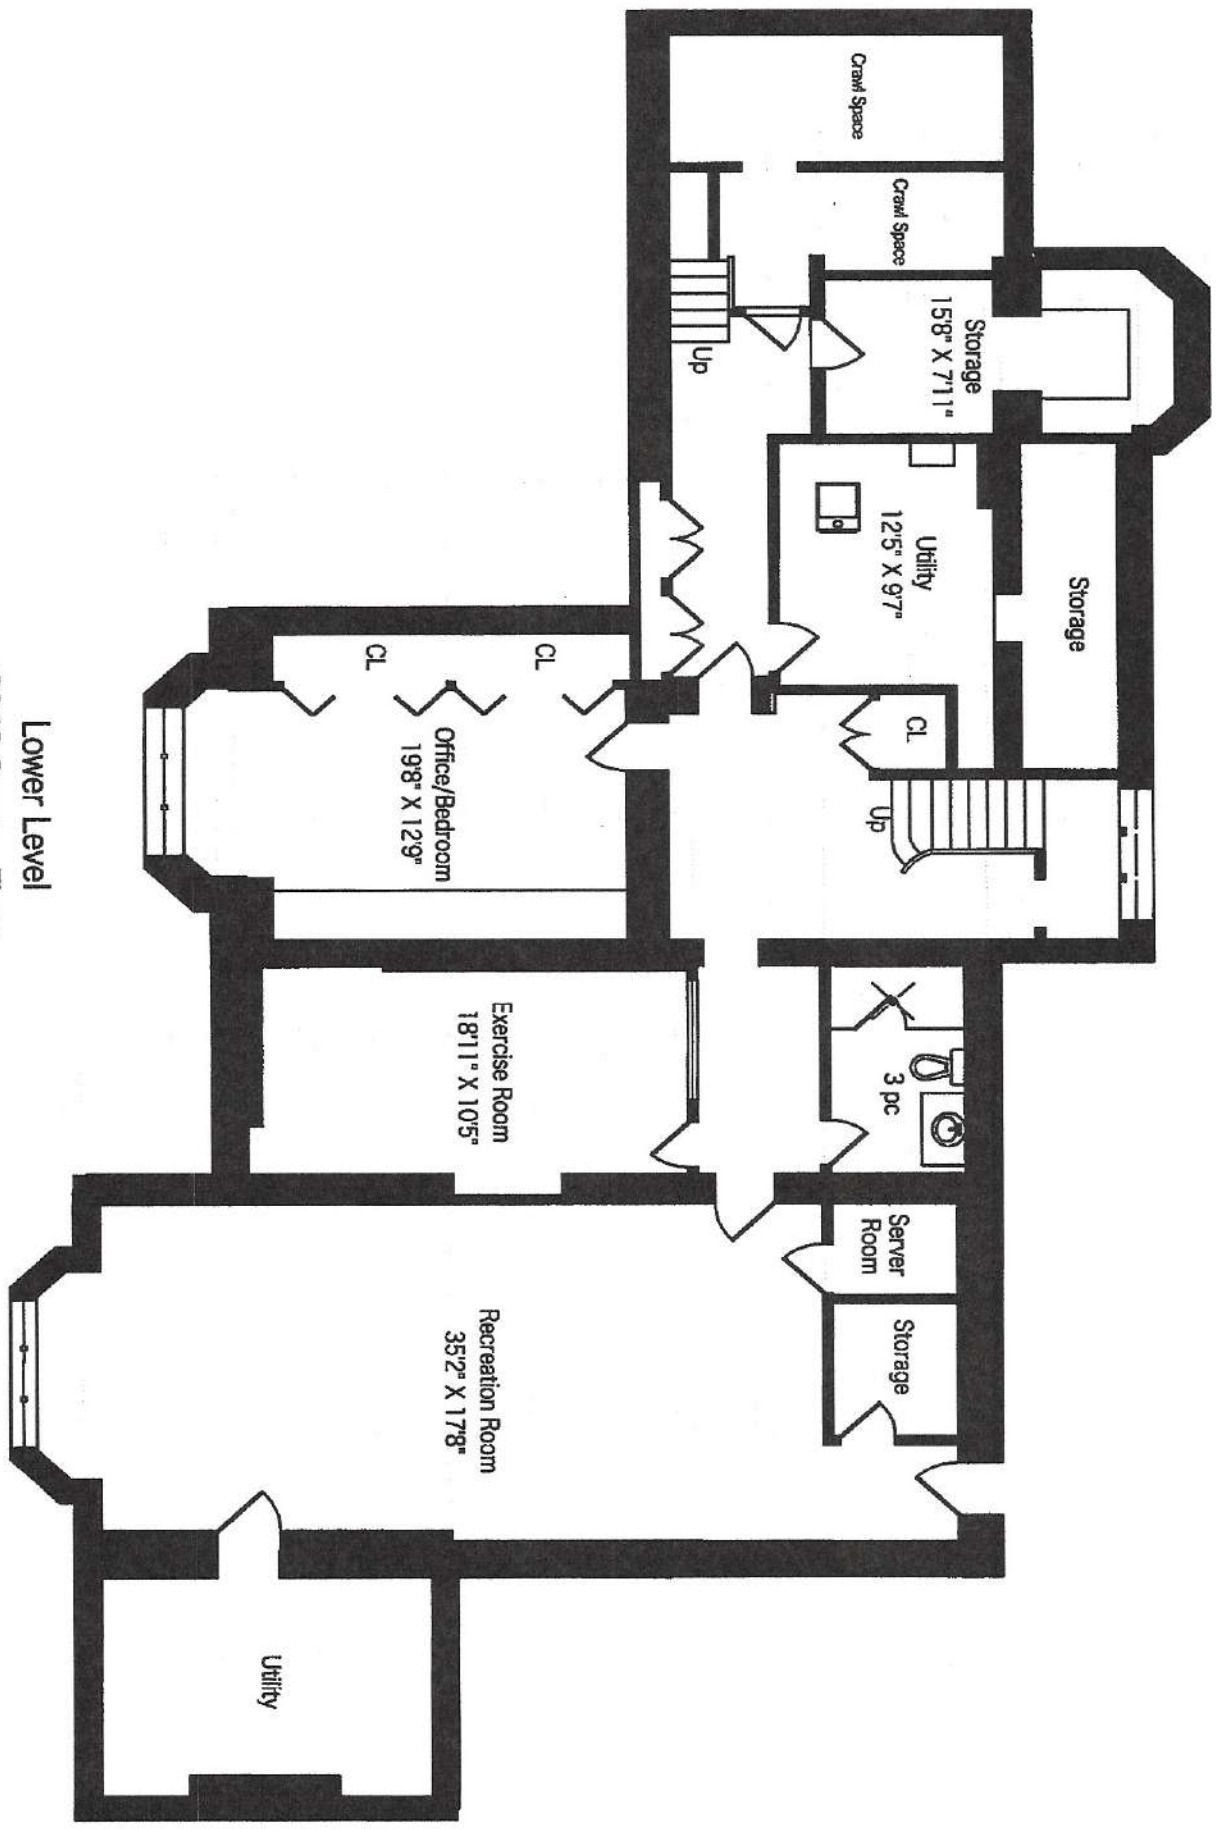 Crawl Space
Crawl Space
Storage
15'8" X 7'11"
Up
Utility
12'5" X 9'7"
Storage
CL
CL
CL
Up
Office/Bedroom
19'8" X 12'9"
Exercise Room
18'11" X 10'5"
3 pc
Server
Room
Storage
Recreation Room
35'2" X 17'8"
Utility
Lower Level